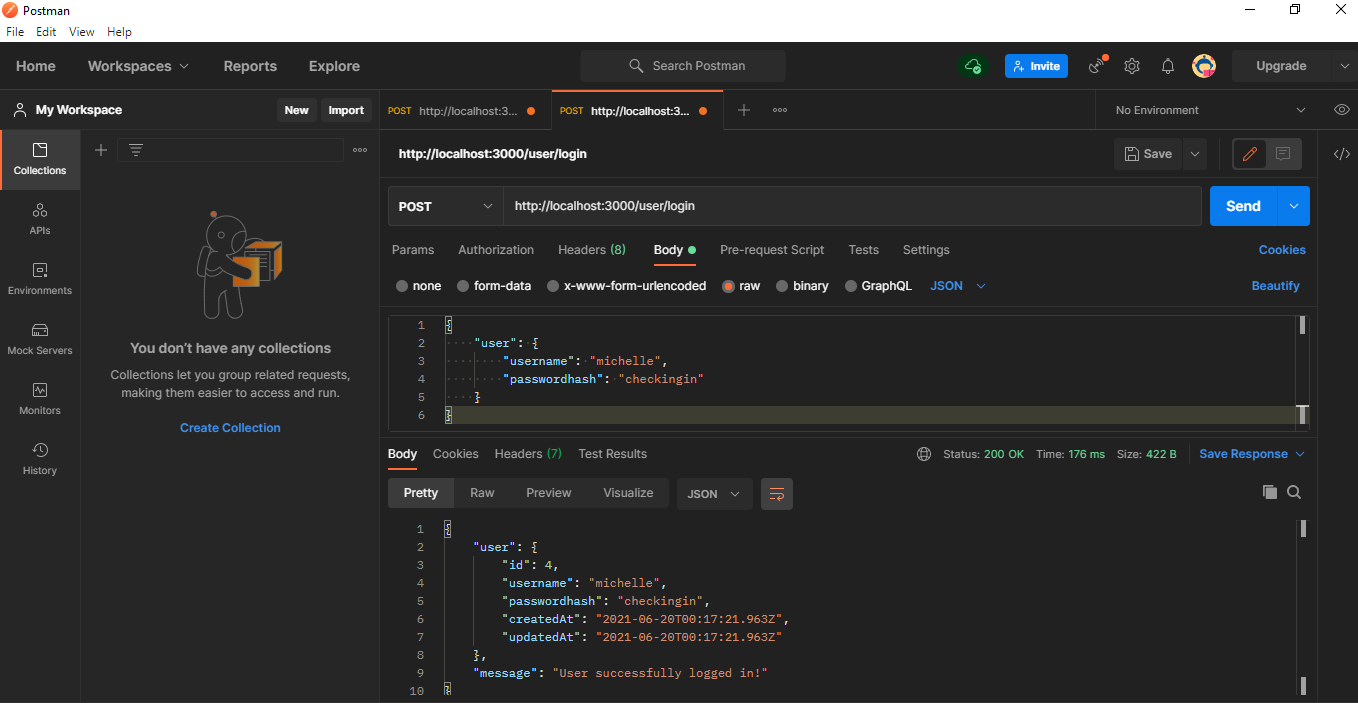 Postman
File Edit View Help
Home Workspaces Reports Explore Search Postman Invite Upgrade
My Workspace New Import
POST http://localhost:3... POST http://localhost:3... No Environment
Collections
APIs
Environments
Mock Servers
Monitors
History
You don't have any collections
Collections let you group related requests,
making them easier to access and run.
Create Collection
http://localhost:3000/user/login Save
POST http://localhost:3000/user/login Send
Params Authorization Headers (8) Body Pre-request Script Tests Settings Cookies
none form-data x-www-form-urlencoded raw binary GraphQL JSON Beautify
1 {
2 "user": {
3 "username": "michelle",
4 "passwordhash": "checkingin"
5 }
6 }
Body Cookies Headers (7) Test Results Status: 200 OK Time: 176 ms Size: 422 B Save Response
Pretty Raw Preview Visualize JSON
1 {
2 "user": {
3 "id": 4,
4 "username": "michelle",
5 "passwordhash": "checkingin",
6 "createdAt": "2021-06-20T00:17:21.963Z",
7 "updatedAt": "2021-06-20T00:17:21.963Z"
8 },
9 "message": "User successfully logged in!"
10 }